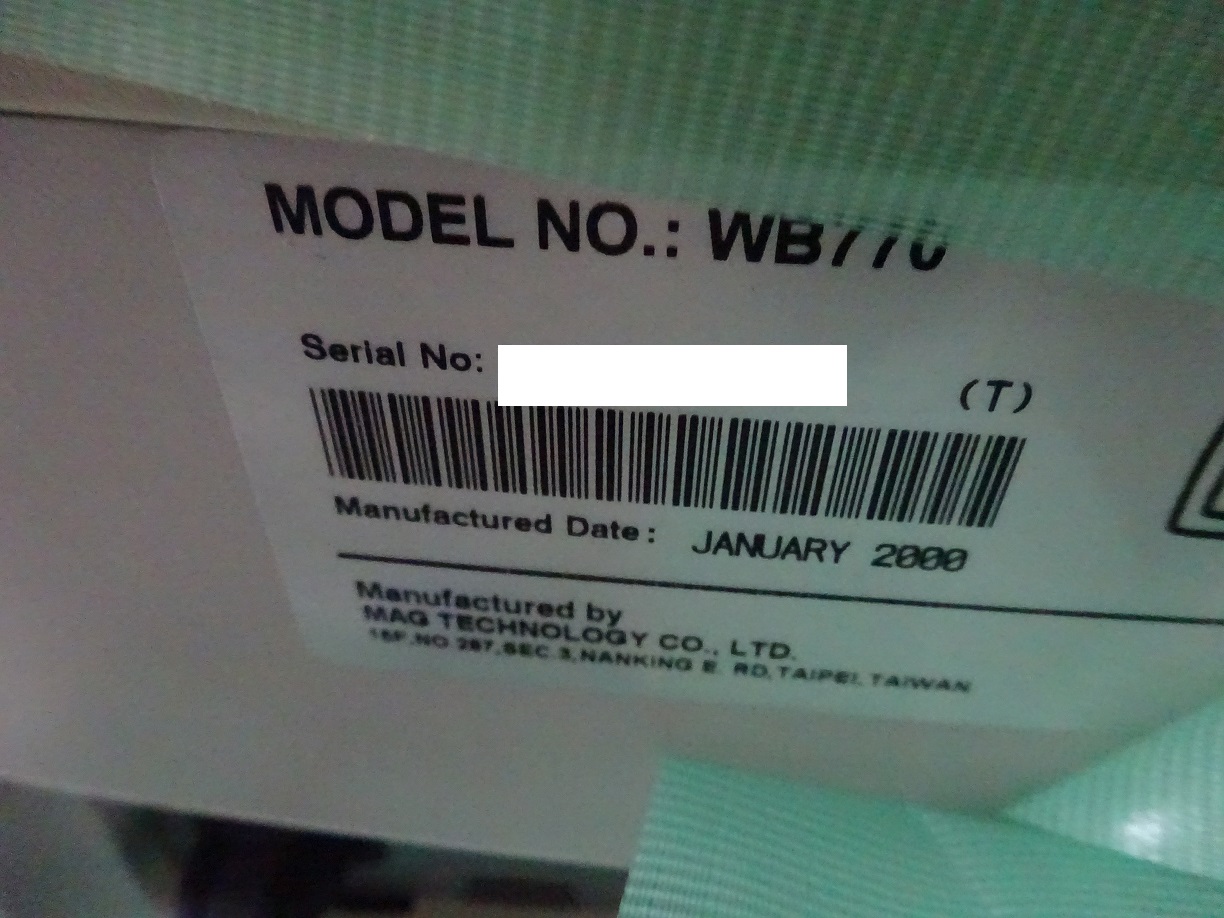 MODEL NO.: WB770
Serial No:
(T)
Manufactured Date: JANUARY 2000
Manufactured by
MAG TECHNOLOGY CO., LTD.
16F,NO.287,SEC.3,NANKING E. RD,TAIPEI,TAIWAN